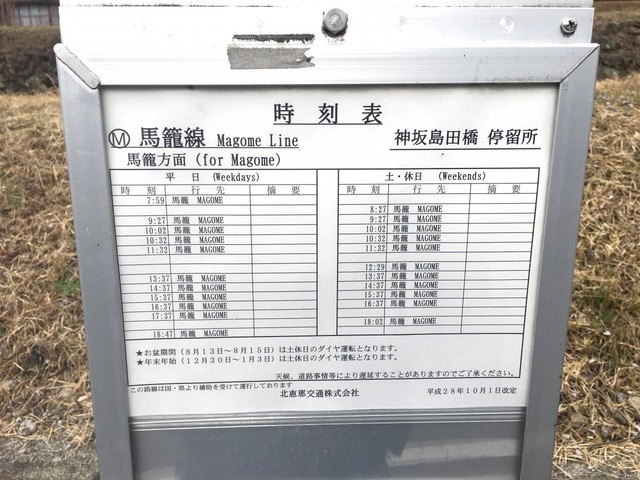 時刻表
Ⓜ 馬籠線 Magome Line 神坂島田橋 停留所
馬籠方面 (for Magome)
平 日 (Weekdays) 土・休日 (Weekends)
時 刻 行 先 摘 要 時 刻 行 先 摘 要
7:59 馬籠 MAGOME
8:27 馬籠 MAGOME
9:27 馬籠 MAGOME 9:27 馬籠 MAGOME
10:02 馬籠 MAGOME 10:02 馬籠 MAGOME
10:32 馬籠 MAGOME 10:32 馬籠 MAGOME
11:32 馬籠 MAGOME 11:32 馬籠 MAGOME
12:29 馬籠 MAGOME
13:37 馬籠 MAGOME 13:37 馬籠 MAGOME
14:37 馬籠 MAGOME 14:37 馬籠 MAGOME
15:37 馬籠 MAGOME 15:37 馬籠 MAGOME
16:37 馬籠 MAGOME 16:37 馬籠 MAGOME
17:37 馬籠 MAGOME
18:02 馬籠 MAGOME
18:47 馬籠 MAGOME
★お盆期間（8月13日～8月15日）は土休日のダイヤ運転となります。
★年末年始（12月30日～1月3日）は土休日のダイヤ運転となります。
天候、道路事情等により遅延することがありますのでご了承ください。
この路線は国・県より補助を受けて運行しております
北恵那交通株式会社 平成28年10月1日改定